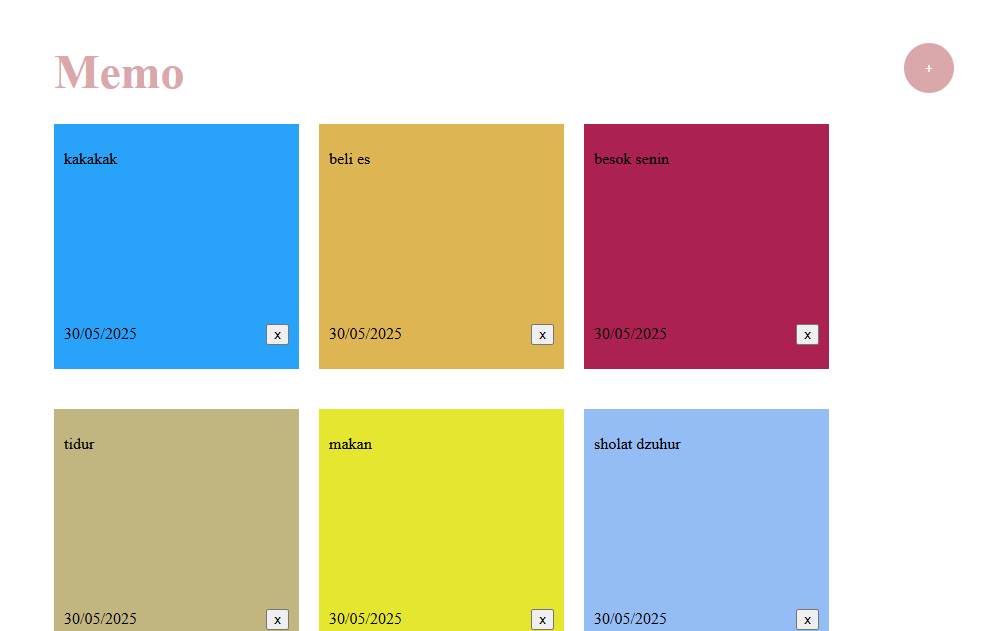 Memo
+
kakakak
beli es
besok senin
30/05/2025 x
30/05/2025 x
30/05/2025 x
tidur
makan
sholat dzuhur
30/05/2025 x
30/05/2025 x
30/05/2025 x